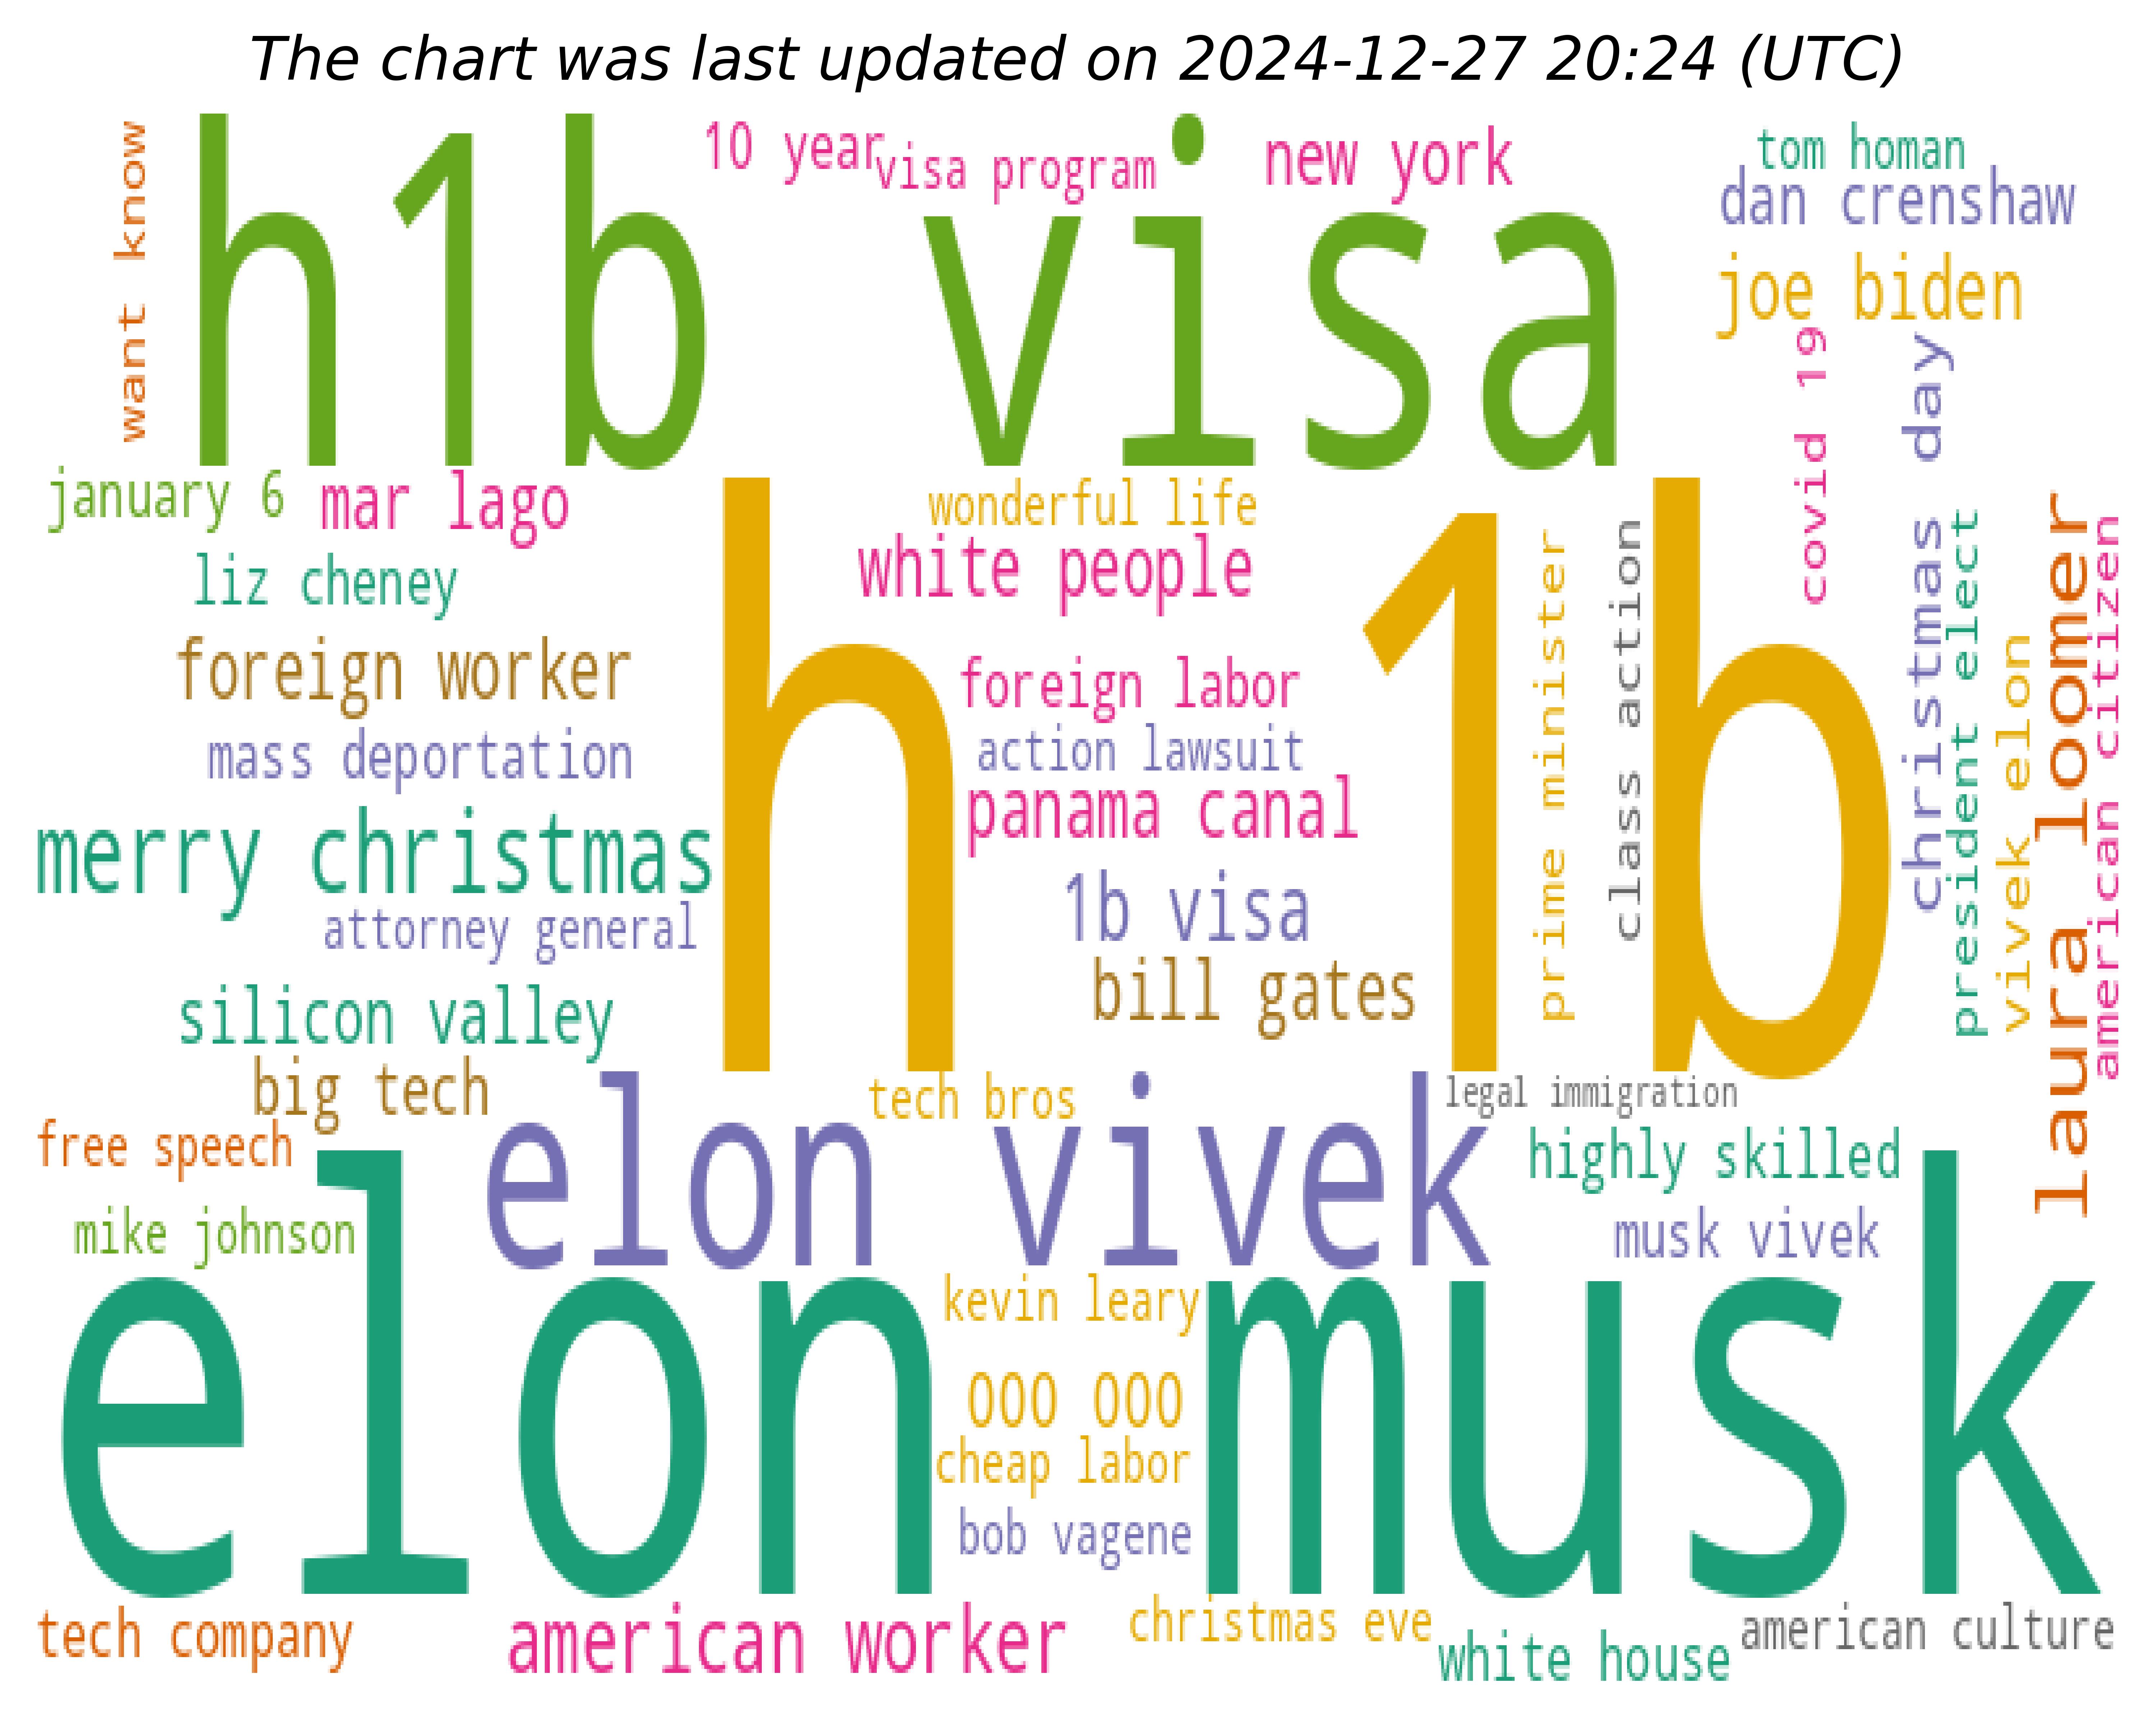 The chart was last updated on 2024-12-27 20:24 (UTC)
want know
h1b visa
10 year
visa program
new york
tom homan
dan crenshaw
joe biden
covid 19
christmas day
january 6
mar lago
wonderful life
white people
liz cheney
foreign worker
h 1b
foreign labor
mass deportation
action lawsuit
panama canal
prime minister
class action
president elect
vivek elon
laura loomer
american citizen
merry christmas
1b visa
attorney general
bill gates
silicon valley
big tech
tech bros
legal immigration
free speech
elon vivek
highly skilled
mike johnson
musk vivek
elon musk
kevin leary
000 000
cheap labor
bob vagene
tech company
american worker
christmas eve
white house
american culture